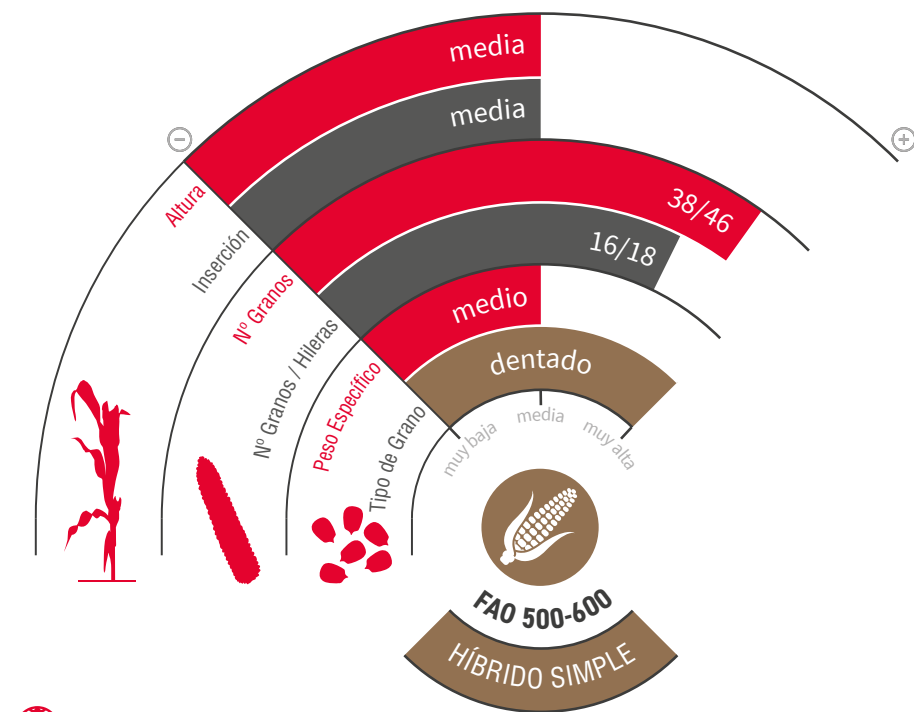 media
media
38/46
16/18
medio
dentado
Altura
Inserción
Nº Granos
Nº Granos / Hileras
Peso Específico
Tipo de Grano
muy baja
media
muy alta
FAO 500-600
HÍBRIDO SIMPLE